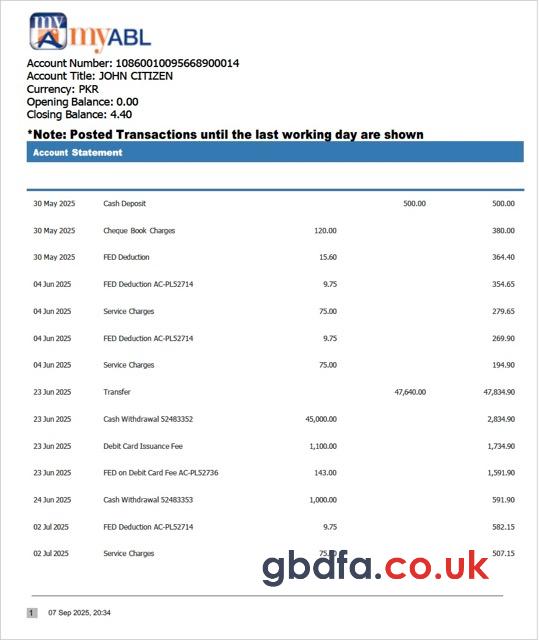 my
myABL
Account Number: 10860010095668900014
Account Title: JOHN CITIZEN
Currency: PKR
Opening Balance: 0.00
Closing Balance: 4.40
*Note: Posted Transactions until the last working day are shown
Account Statement
30 May 2025 Cash Deposit 500.00 500.00
30 May 2025 Cheque Book Charges 120.00 380.00
30 May 2025 FED Deduction 15.60 364.40
04 Jun 2025 FED Deduction AC-PL52714 9.75 354.65
04 Jun 2025 Service Charges 75.00 279.65
04 Jun 2025 FED Deduction AC-PL52714 9.75 269.90
04 Jun 2025 Service Charges 75.00 194.90
23 Jun 2025 Transfer 47,640.00 47,834.90
23 Jun 2025 Cash Withdrawal 52483352 45,000.00 2,834.90
23 Jun 2025 Debit Card Issuance Fee 1,100.00 1,734.90
23 Jun 2025 FED on Debit Card Fee AC-PL52736 143.00 1,591.90
24 Jun 2025 Cash Withdrawal 52483353 1,000.00 591.90
02 Jul 2025 FED Deduction AC-PL52714 9.75 582.15
02 Jul 2025 Service Charges 75.00 507.15
gbdfa.co.uk
1 07 Sep 2025, 20:34